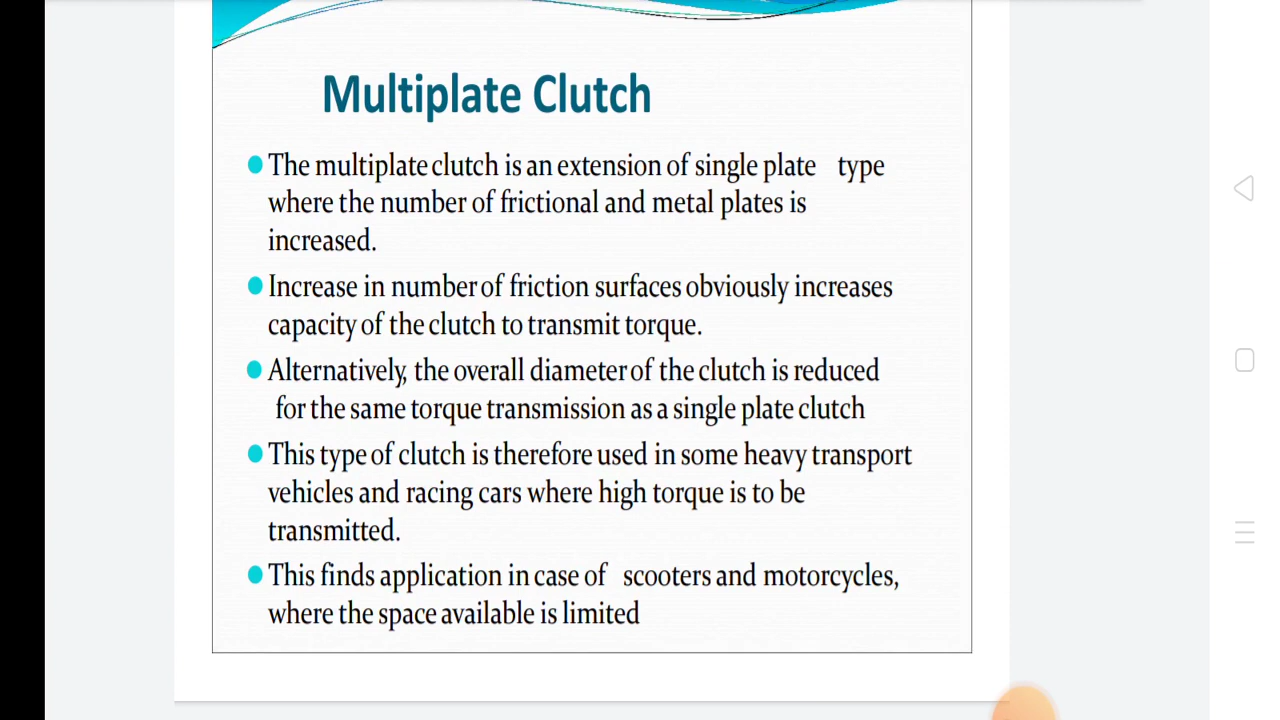 Multiplate Clutch
The multiplate clutch is an extension of single plate type
where the number of frictional and metal plates is
increased.
Increase in number of friction surfaces obviously increases
capacity of the clutch to transmit torque.
Alternatively, the overall diameter of the clutch is reduced
for the same torque transmission as a single plate clutch
This type of clutch is therefore used in some heavy transport
vehicles and racing cars where high torque is to be
transmitted.
This finds application in case of scooters and motorcycles,
where the space available is limited